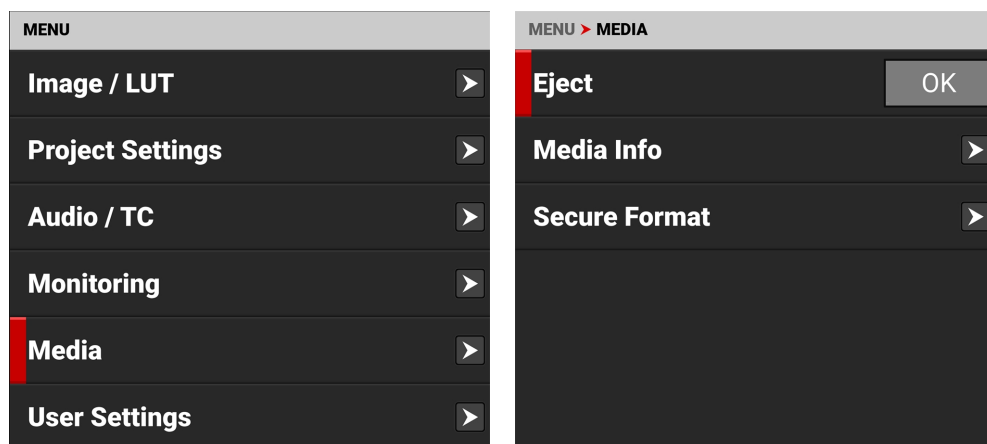 MENU
Image / LUT
Project Settings
Audio / TC
Monitoring
Media
User Settings
MENU ➤ MEDIA
Eject OK
Media Info
Secure Format